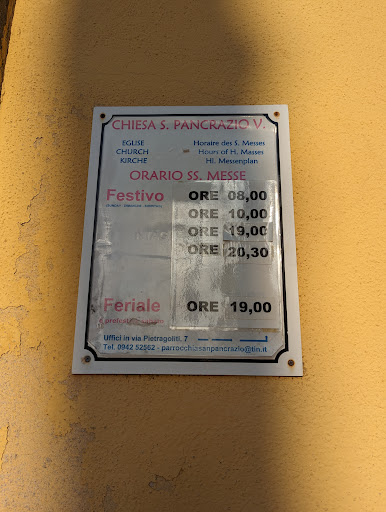 CHIESA S. PANCRAZIO V.
EGLISE Horaire des S. Messes
CHURCH - Hours of H. Masses
KIRCHE Hl. Messenplan
ORARIO SS. MESSE
Festivo ORE 08,00
ORE 10,00
ORE 19,00
ORE 20,30
Feriale ORE 19,00
Uffici in via Pietragoliti, 7
Tel. 0942 52562 - parrocchiasanpancrazio@tin.it